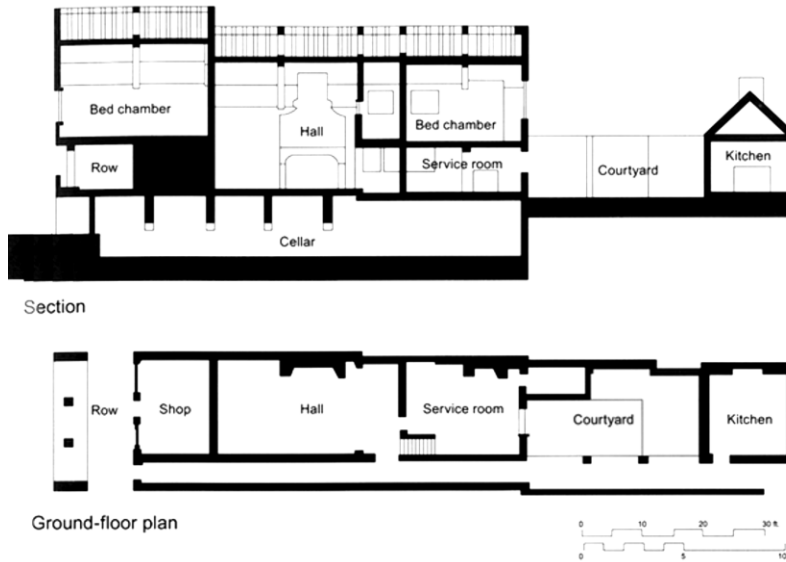 Bed chamber
Hall
Bed chamber
Row
Service room
Courtyard
Kitchen
Cellar
Section
Row
Shop
Hall
Service room
Courtyard
Kitchen
Ground-floor plan
0 10 20 30 ft.
0 5 10